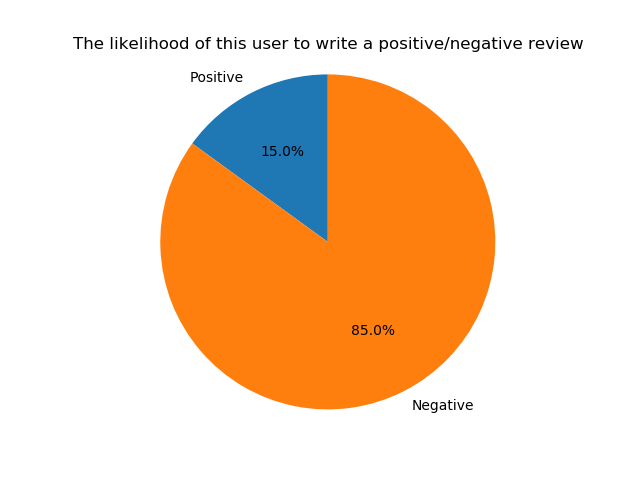 The likelihood of this user to write a positive/negative review
Positive
15.0%
85.0%
Negative